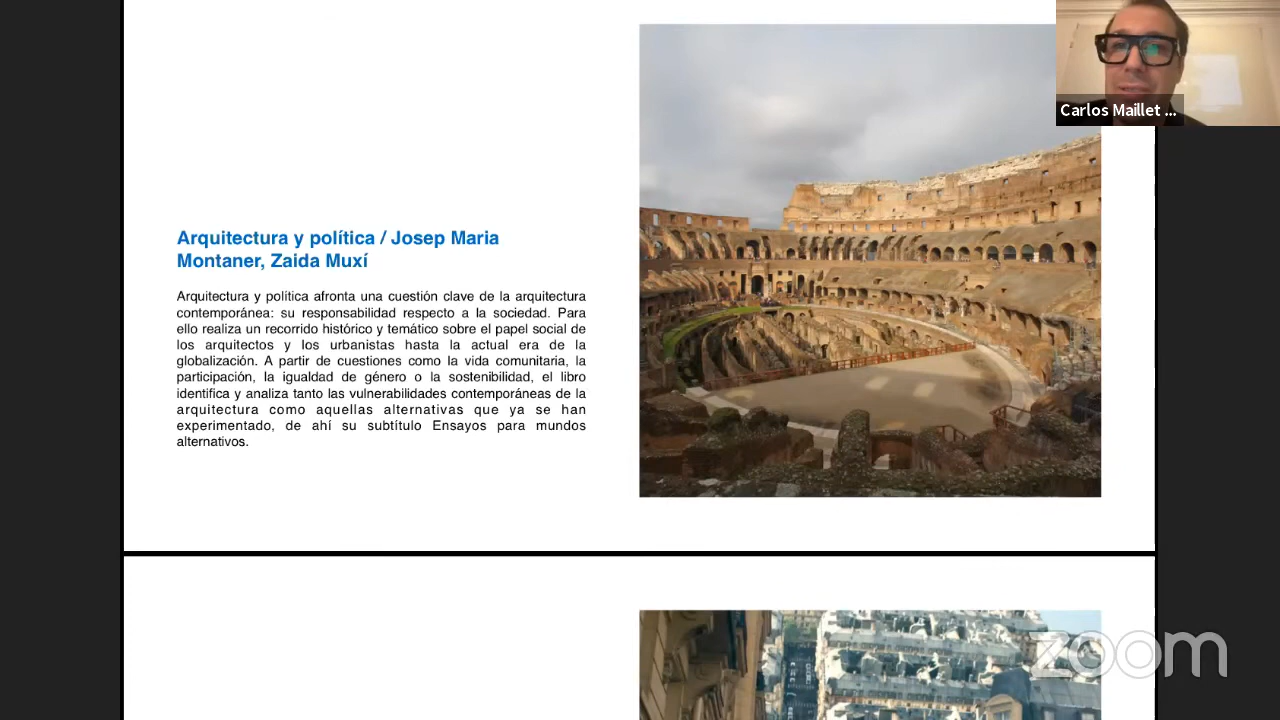 Carlos Maillet ...
Arquitectura y política / Josep Maria
Montaner, Zaida Muxí
Arquitectura y política afronta una cuestión clave de la arquitectura
contemporánea: su responsabilidad respecto a la sociedad. Para
ello realiza un recorrido histórico y temático sobre el papel social de
los arquitectos y los urbanistas hasta la actual era de la
globalización. A partir de cuestiones como la vida comunitaria, la
participación, la igualdad de género o la sostenibilidad, el libro
identifica y analiza tanto las vulnerabilidades contemporáneas de la
arquitectura como aquellas alternativas que ya se han
experimentado, de ahí su subtítulo Ensayos para mundos
alternativos.
zoom